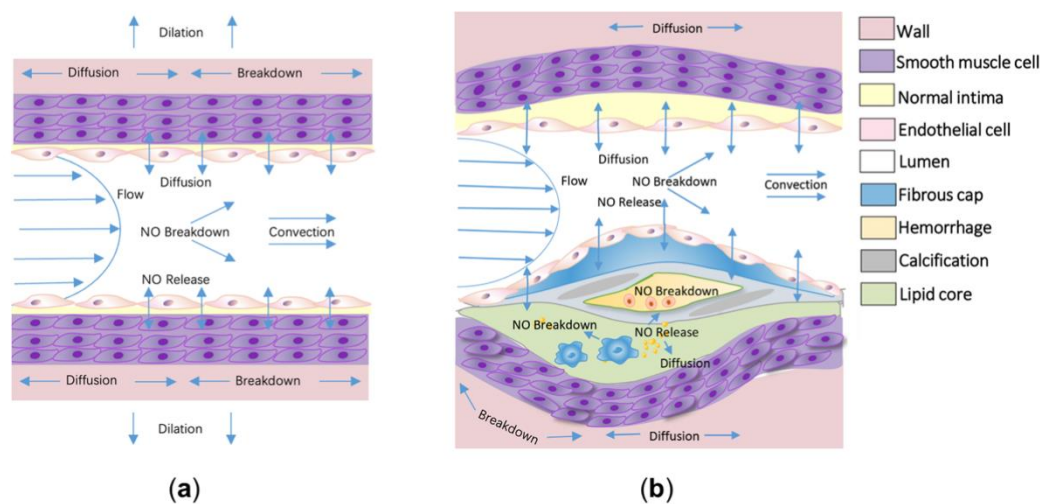 Dilation
Diffusion
Breakdown
Flow
Diffusion
NO Breakdown
Convection
NO Release
Diffusion
Breakdown
Dilation
(a)
Diffusion
Diffusion
Flow
NO Breakdown
Convection
NO Release
NO Breakdown
NO Breakdown
NO Release
Diffusion
Breakdown
Diffusion
(b)
Wall
Smooth muscle cell
Normal intima
Endothelial cell
Lumen
Fibrous cap
Hemorrhage
Calcification
Lipid core